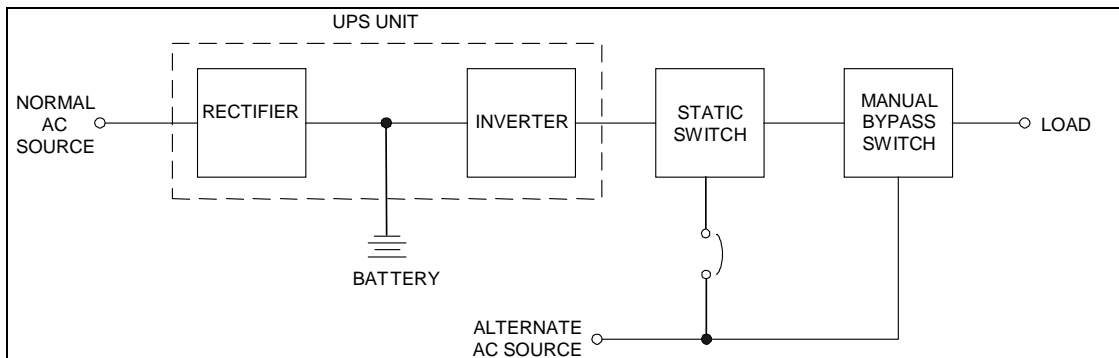 UPS UNIT
NORMAL
AC
SOURCE
RECTIFIER
INVERTER
STATIC
SWITCH
MANUAL
BYPASS
SWITCH
LOAD
BATTERY
ALTERNATE
AC SOURCE